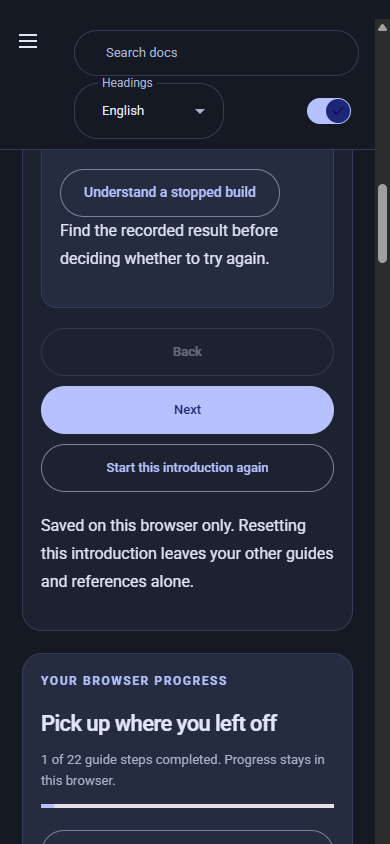 Search docs
Headings
English
Understand a stopped build
Find the recorded result before
deciding whether to try again.
Back
Next
Start this introduction again
Saved on this browser only. Resetting
this introduction leaves your other guides
and references alone.
YOUR BROWSER PROGRESS
Pick up where you left off
1 of 22 guide steps completed. Progress stays in
this browser.